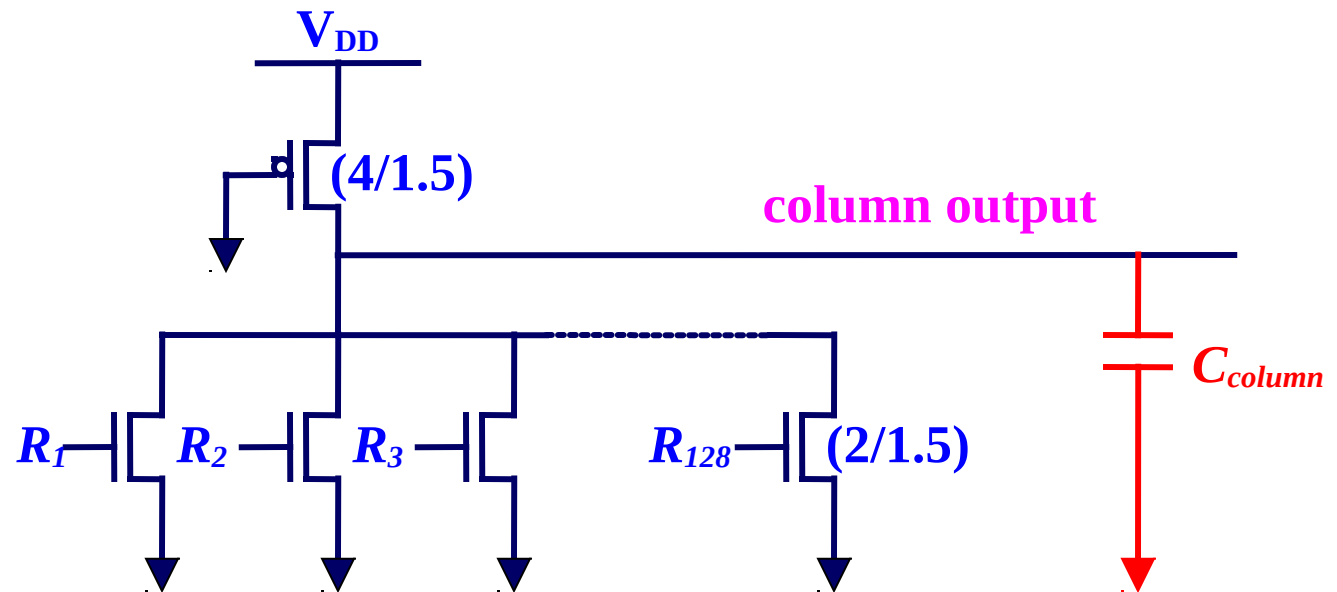 VDD
(4/1.5)
column output
Ccolumn
R1 R2 R3 R128 (2/1.5)